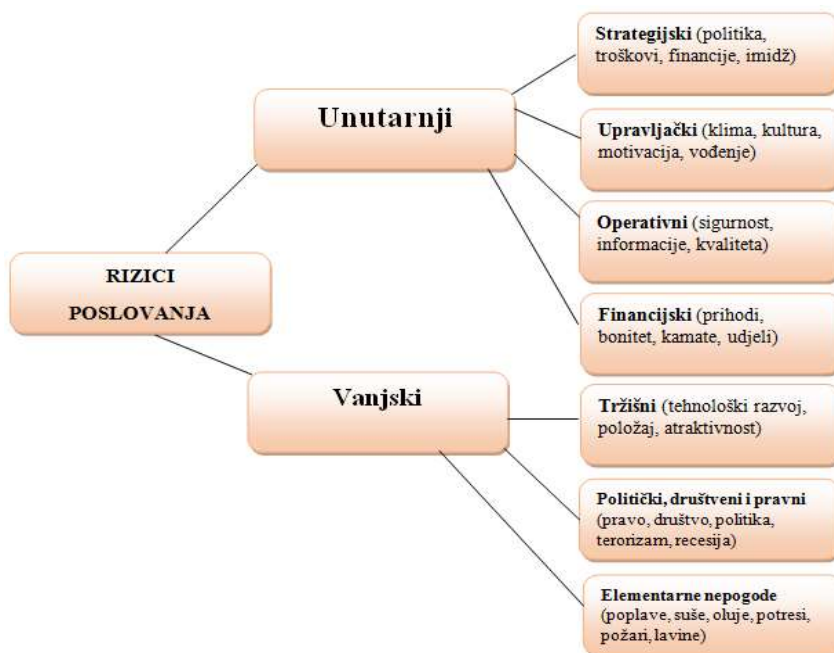 Strategijski (politika,
troškovi, financije, imidž)
Unutarnji
Upravljački (klima, kultura,
motivacija, vođenje)
Operativni (sigurnost,
informacije, kvaliteta)
RIZICI
POSLOVANJA
Financijski (prihodi,
bonitet, kamate, udjeli)
Vanjski
Tržišni (tehnološki razvoj,
položaj, atraktivnost)
Politički, društveni i pravni
(pravo, društvo, politika,
terorizam, recesija)
Elementarne nepogode
(poplave, suše, oluje, potresi,
požari, lavine)